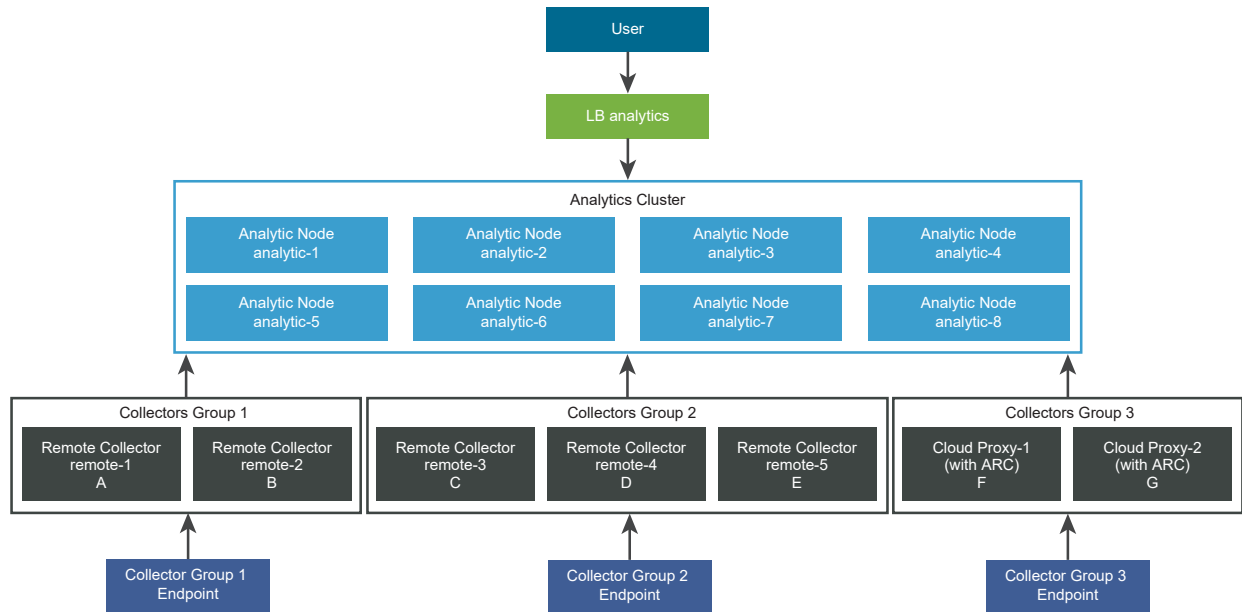 User
LB analytics
Analytics Cluster
Analytic Node
analytic-1
Analytic Node
analytic-2
Analytic Node
analytic-3
Analytic Node
analytic-4
Analytic Node
analytic-5
Analytic Node
analytic-6
Analytic Node
analytic-7
Analytic Node
analytic-8
Collectors Group 1
Remote Collector
remote-1
A
Remote Collector
remote-2
B
Collectors Group 2
Remote Collector
remote-3
C
Remote Collector
remote-4
D
Remote Collector
remote-5
E
Collectors Group 3
Cloud Proxy-1
(with ARC)
F
Cloud Proxy-2
(with ARC)
G
Collector Group 1
Endpoint
Collector Group 2
Endpoint
Collector Group 3
Endpoint